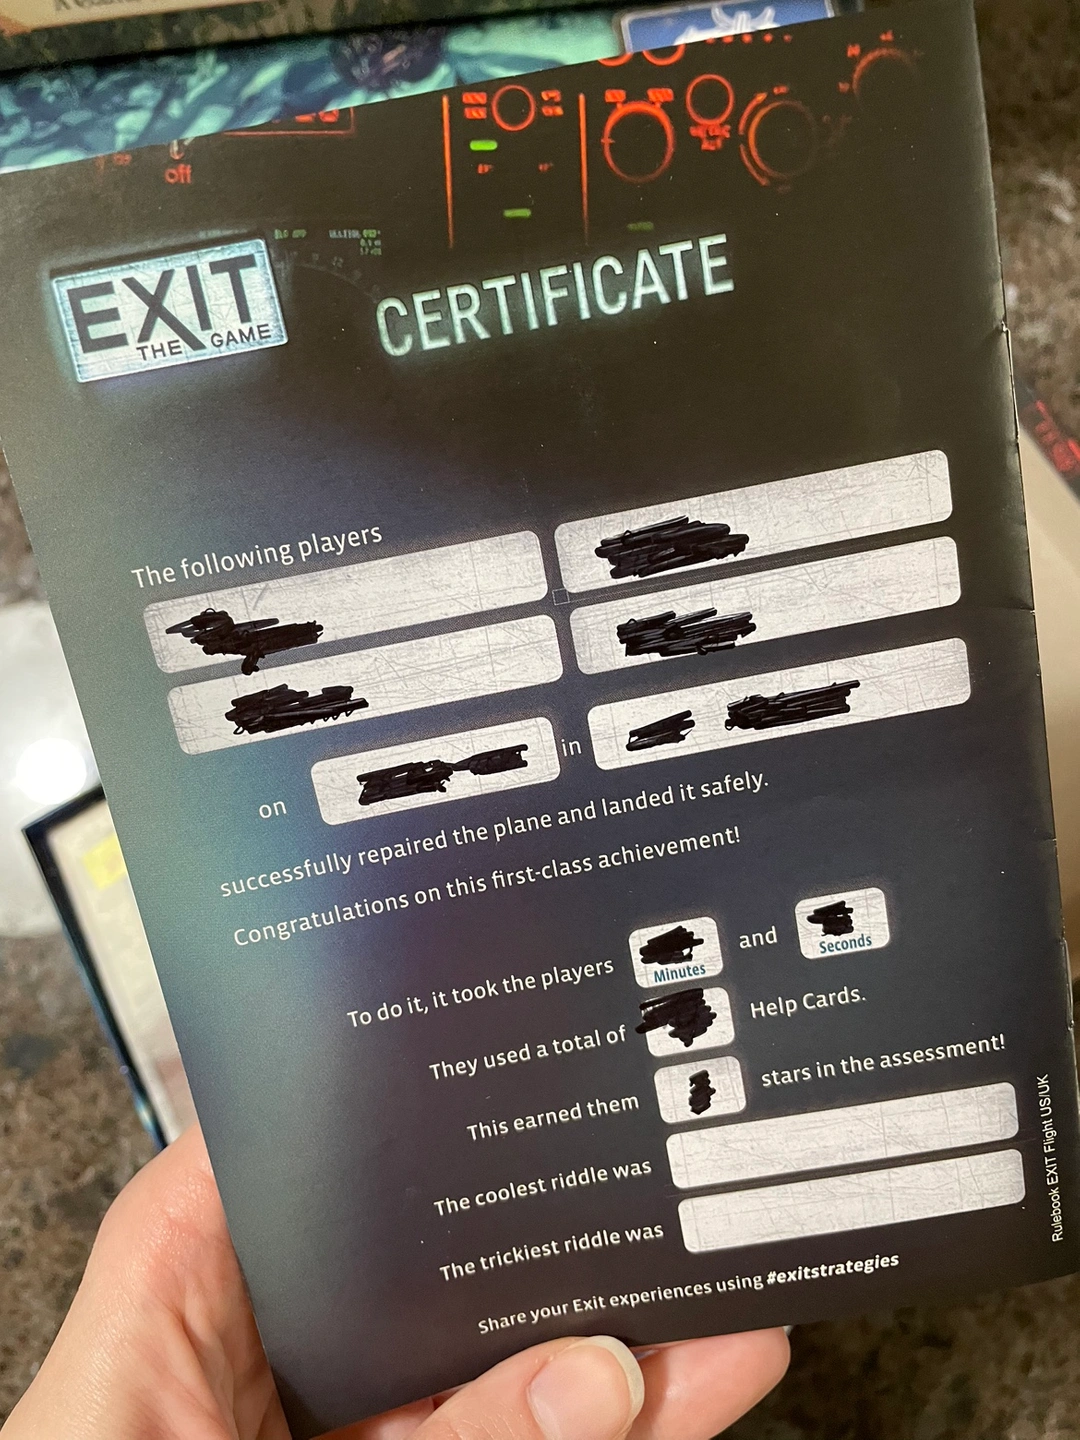 off
EXIT
THE GAME
CERTIFICATE
The following players
on
in
successfully repaired the plane and landed it safely.
Congratulations on this first-class achievement!
To do it, it took the players
Minutes
and
Seconds
They used a total of
Help Cards.
This earned them
stars in the assessment!
The coolest riddle was
The trickiest riddle was
Share your Exit experiences using #exitstrategies
Rulebook EXIT Flight US/UK